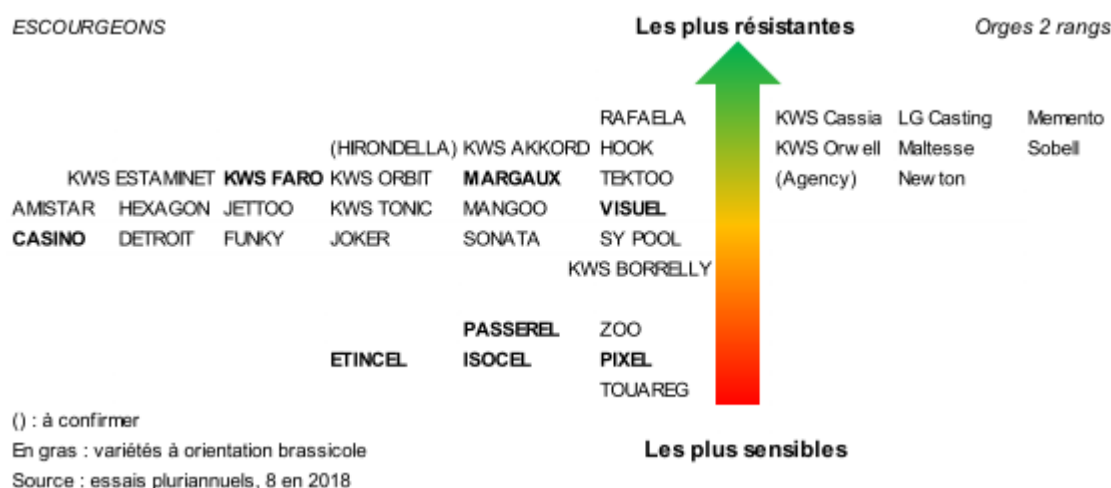 ESCOURGEONS Les plus résistantes Orges 2 rangs
RAFAELA KWS Cassia LG Casting Memento
(HIRONDELLA) KWS AKKORD HOOK KWS Orwell Maltesse Sobell
KWS ESTAMINET KWS FARO KWS ORBIT MARGAUX TEKTOO (Agency) Newton
AMISTAR HEXAGON JETTOO KWS TONIC MANGOO VISUEL
CASINO DETROIT FUNKY JOKER SONATA SY POOL
KWS BORRELLY
PASSEREL ZOO
ETINCEL ISOCEL PIXEL
TOUAREG
() : à confirmer
En gras : variétés à orientation brassicole Les plus sensibles
Source : essais pluriannuels, 8 en 2018